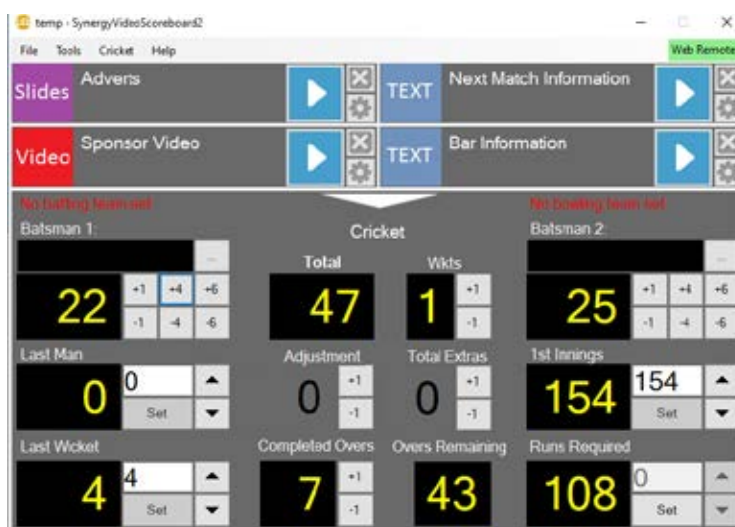 temp - SynergyVideoScoreboard2
File Tools Cricket Help Web Remote
Slides Adverts TEXT Next Match Information
Video Sponsor Video TEXT Bar Information
No batting team set No bowling team set
Batsman 1: Cricket Batsman 2:
Total Wkts
22 +1 +4 +6 47 1 +1 25 +1 +4 +6
-1 -4 -6 -1 -1 -4 -6
Last Man Adjustment Total Extras 1st Innings
0 0 0 +1 0 +1 154 154
Set -1 -1 Set
Last Wicket Completed Overs Overs Remaining Runs Required
4 4 7 +1 43 108 0
Set -1 Set